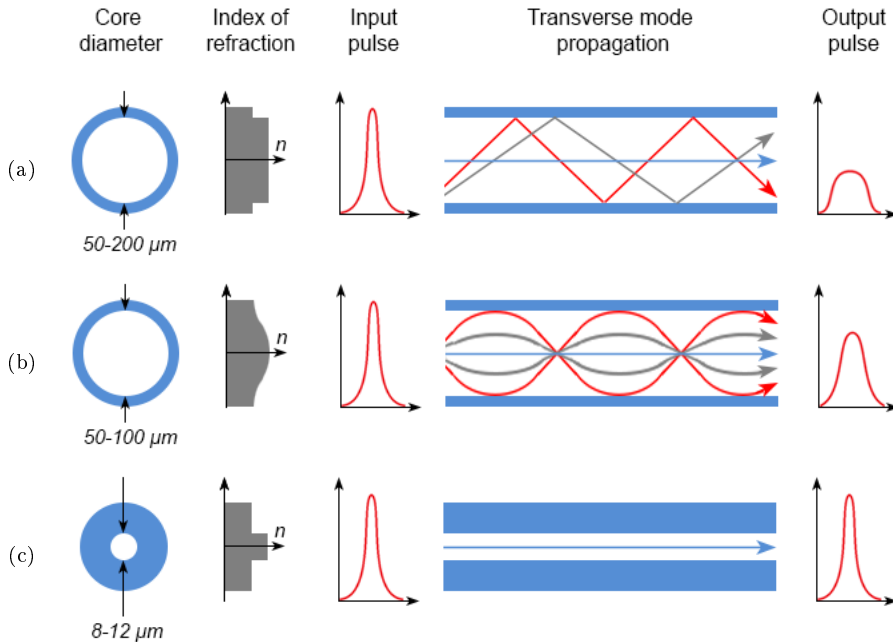 Core diameter
Index of refraction
Input pulse
Transverse mode propagation
Output pulse
(a)
n
50-200 µm
(b)
n
50-100 µm
(c)
n
8-12 µm